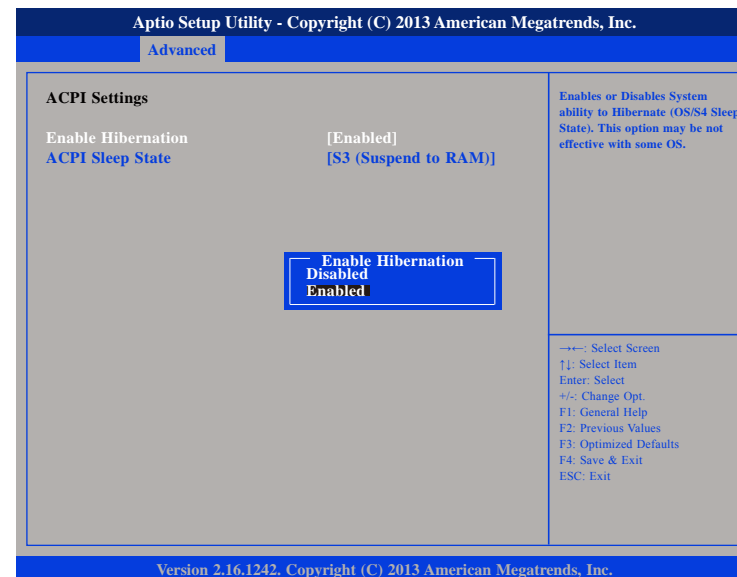 Aptio Setup Utility - Copyright (C) 2013 American Megatrends, Inc.
Advanced
ACPI Settings
Enable Hibernation [Enabled]
ACPI Sleep State [S3 (Suspend to RAM)]
Enable Hibernation
Disabled
Enabled
Enables or Disables System
ability to Hibernate (OS/S4 Sleep
State). This option may be not
effective with some OS.
→←: Select Screen
↑↓: Select Item
Enter: Select
+/-: Change Opt.
F1: General Help
F2: Previous Values
F3: Optimized Defaults
F4: Save & Exit
ESC: Exit
Version 2.16.1242. Copyright (C) 2013 American Megatrends, Inc.